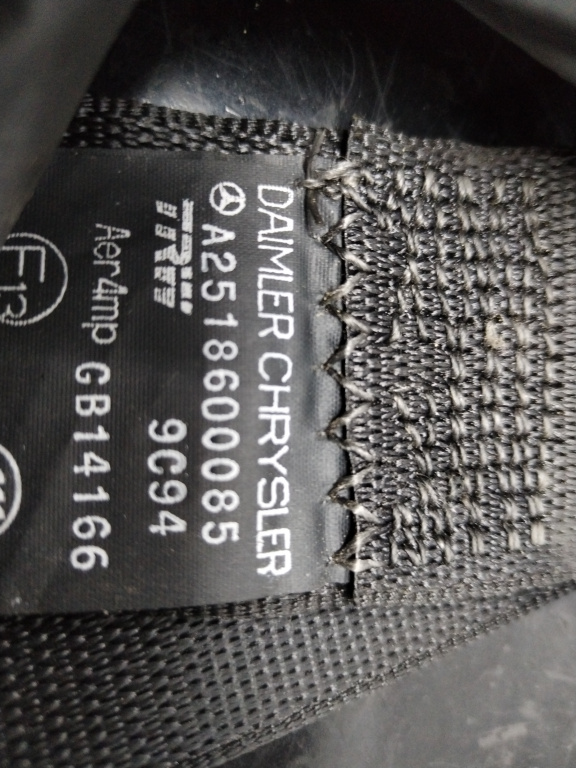 DAIMLER CHRYSLER
A2518600085
TRW 9C94
Aer4mp GB14166
E13